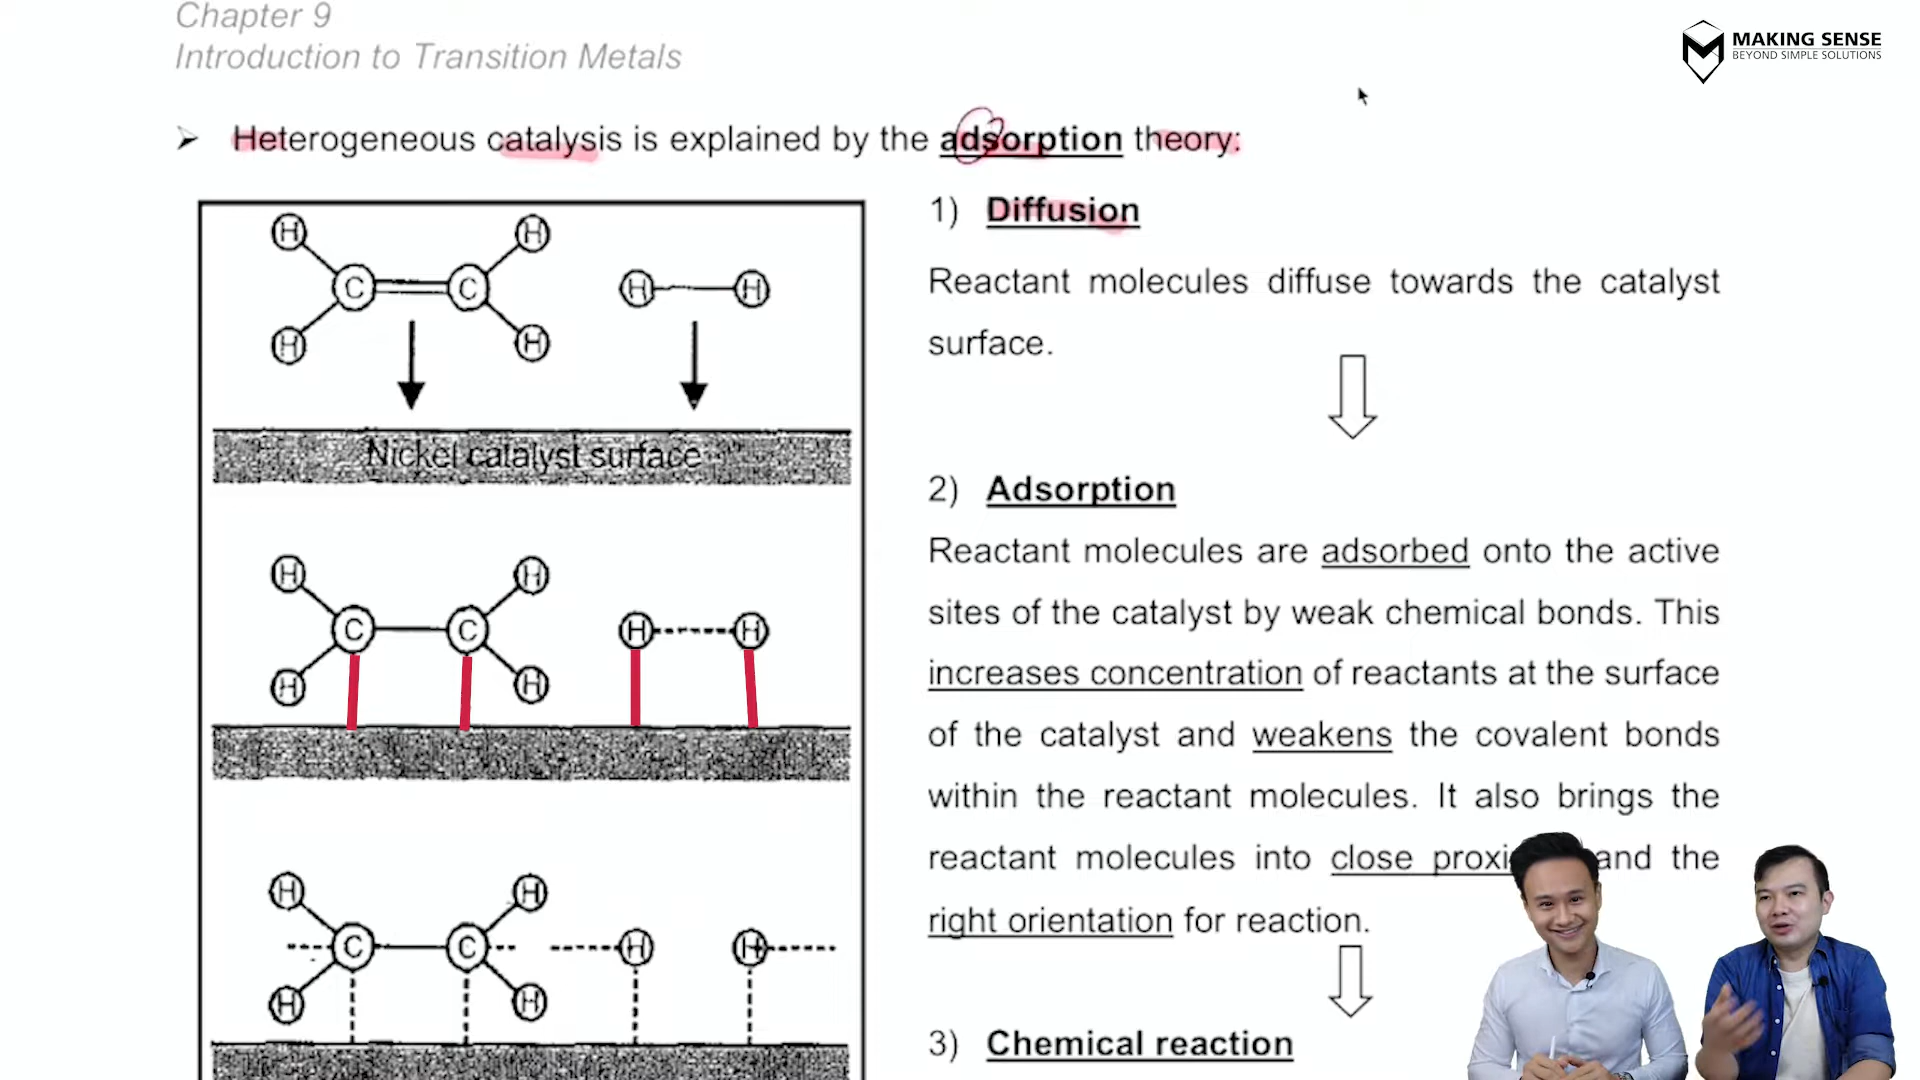 Chapter 9
Introduction to Transition Metals
MAKING SENSE
BEYOND SIMPLE SOLUTIONS
➢ Heterogeneous catalysis is explained by the adsorption theory:
H H
C C H H
H H
Nickel catalyst surface
H H
C C H H
H H
H H
C C H H
H H
1) Diffusion
Reactant molecules diffuse towards the catalyst
surface.
2) Adsorption
Reactant molecules are adsorbed onto the active
sites of the catalyst by weak chemical bonds. This
increases concentration of reactants at the surface
of the catalyst and weakens the covalent bonds
within the reactant molecules. It also brings the
reactant molecules into close and the
right orientation for reaction.
3) Chemical reaction